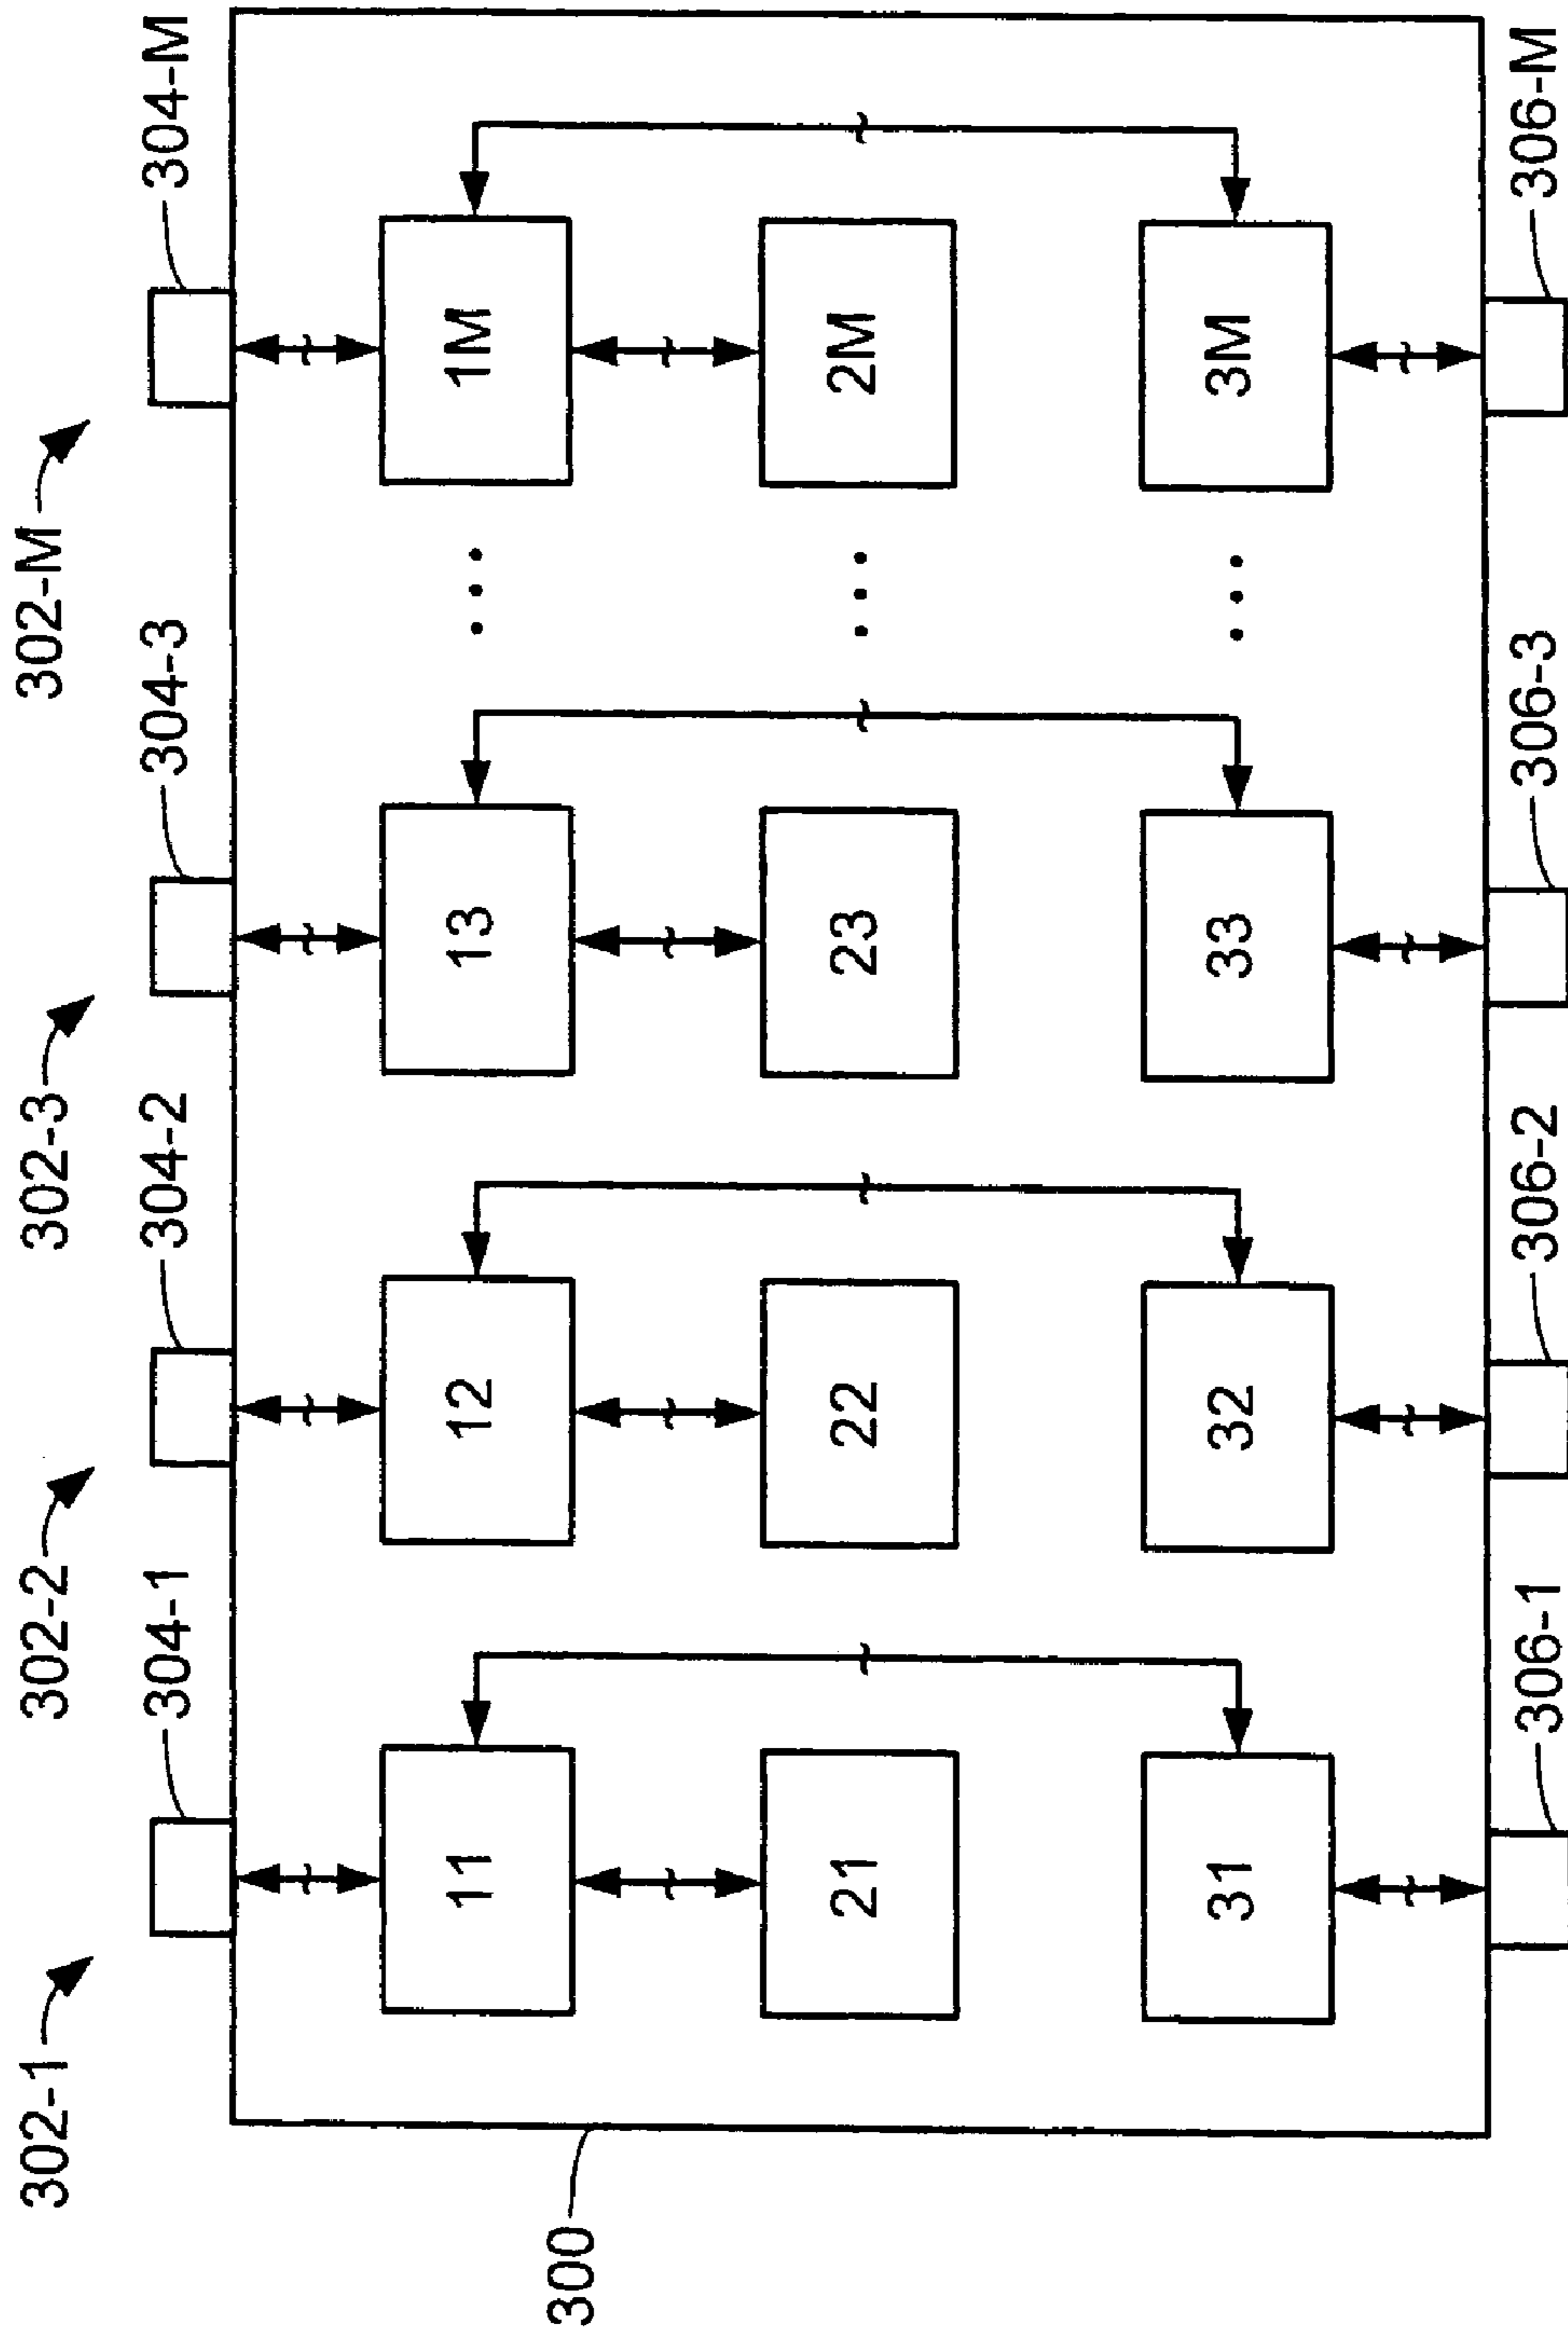 302-1 302-2 302-3 302-M
304-1 304-2 304-3 304-M
11 12 13 ... 1M
21 22 23 ... 2M
300
31 32 33 ... 3M
306-1 306-2 306-3 306-M